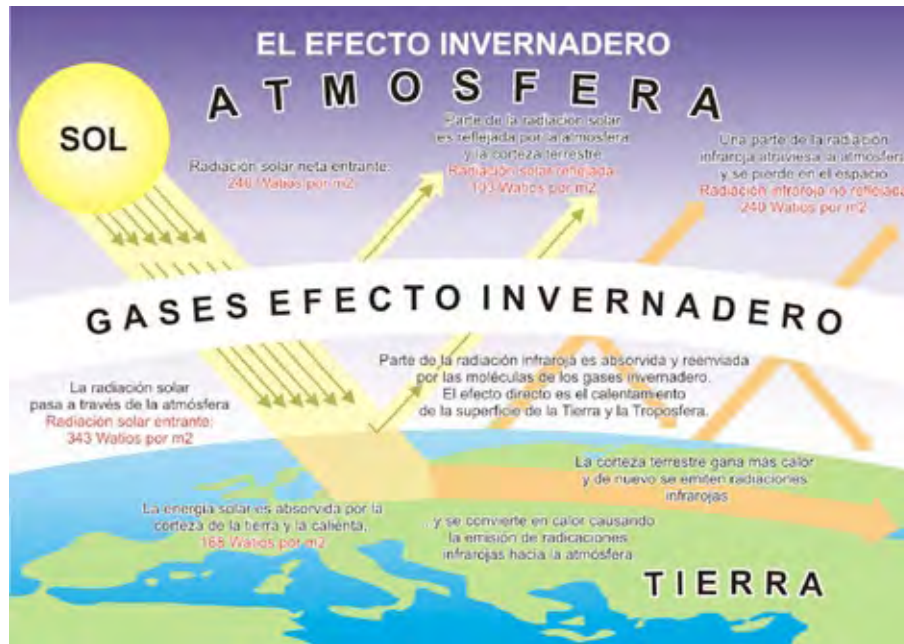 EL EFECTO INVERNADERO
ATMOSFERA
SOL
Parte de la radiación solar
es reflejada por la atmosfera
y la corteza terrestre
Radiación solar reflejada:
103 Watios por m2
Radiación solar neta entrante:
240 Watios por m2
Una parte de la radiación
infraroja atraviesa la atmosfera
y se pierde en el espacio
Radiación infraroja no reflejada
240 Watios por m2
GASES EFECTO INVERNADERO
La radiación solar
pasa a través de la atmósfera
Radiación solar entrante:
343 Watios por m2
Parte de la radiación infraroja es absorvida y reenviada
por las moléculas de los gases invernadero.
El efecto directo es el calentamiento
de la superficie de la Tierra y la Troposfera.
La corteza terrestre gana más calor
y de nuevo se emiten radiaciones
infrarojas
La energía solar es absorvida por la
corteza de la tierra y la calienta.
168 Watios por m2
...y se convierte en calor causando
la emisión de radicaciones
infrarojas hacia la atmósfera
TIERRA